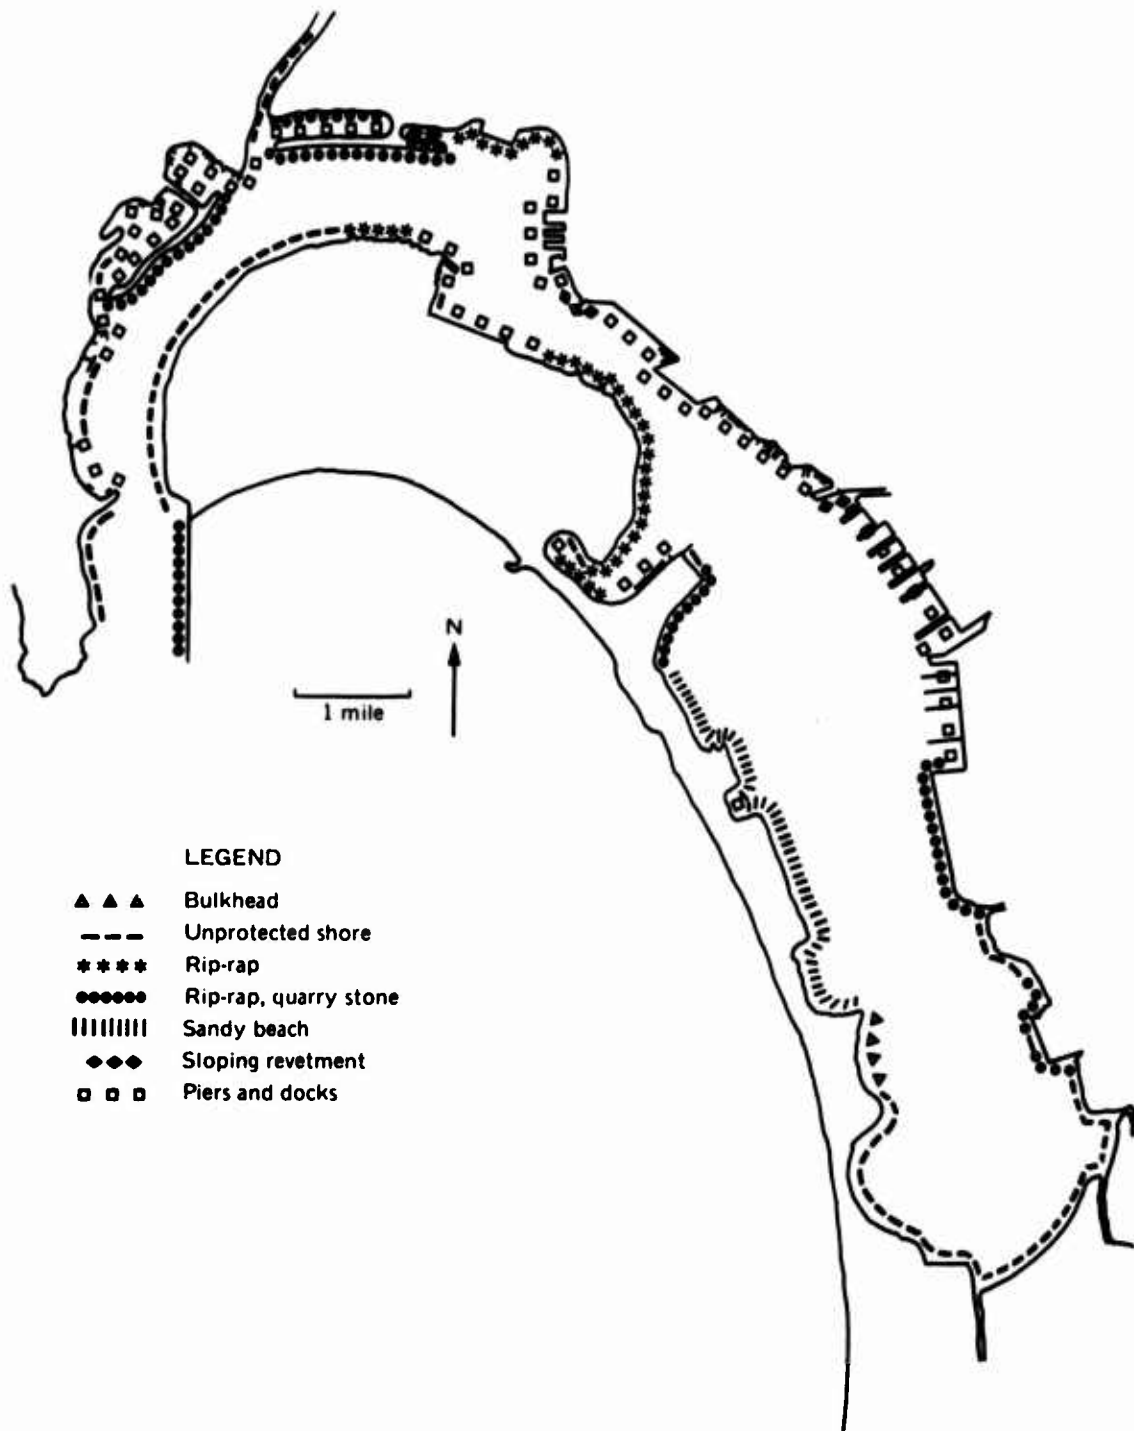 N
1 mile
LEGEND
Bulkhead
Unprotected shore
Rip-rap
Rip-rap, quarry stone
Sandy beach
Sloping revetment
Piers and docks